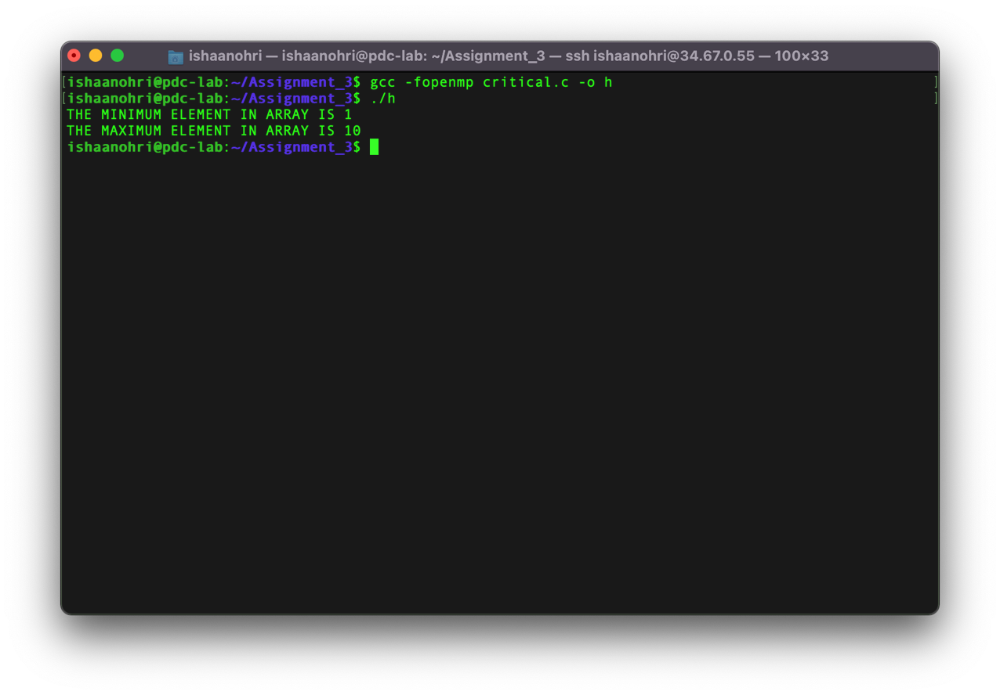 ishaanohri — ishaanohri@pdc-lab: ~/Assignment_3 — ssh ishaanohri@34.67.0.55 — 100×33
[ishaanohri@pdc-lab:~/Assignment_3$ gcc -fopenmp critical.c -o h ]
[ishaanohri@pdc-lab:~/Assignment_3$ ./h ]
THE MINIMUM ELEMENT IN ARRAY IS 1
THE MAXIMUM ELEMENT IN ARRAY IS 10
ishaanohri@pdc-lab:~/Assignment_3$